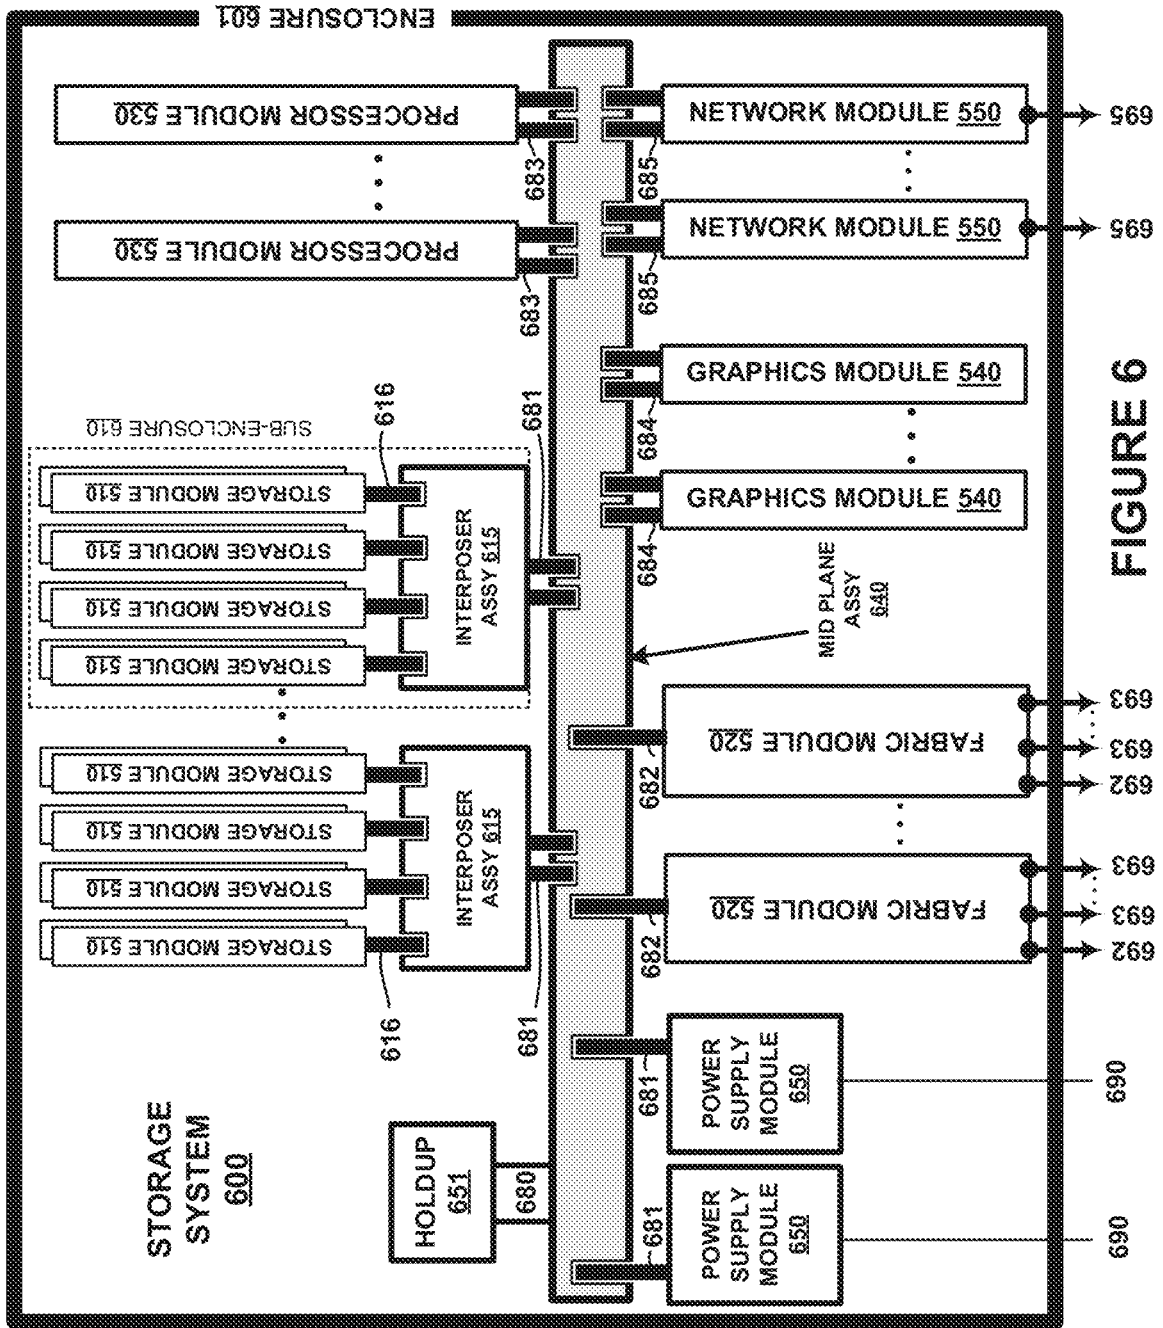 ENCLOSURE 601
STORAGE
SYSTEM
600
HOLDUP
651
680
STORAGE MODULE 510
STORAGE MODULE 510
STORAGE MODULE 510
STORAGE MODULE 510
616
INTERPOSER
ASSY 615
681
SUB-ENCLOSURE 610
STORAGE MODULE 510
STORAGE MODULE 510
STORAGE MODULE 510
STORAGE MODULE 510
616
INTERPOSER
ASSY 615
681
PROCESSOR MODULE 530
683
PROCESSOR MODULE 530
683
MID PLANE
ASSY
640
681
POWER
SUPPLY
MODULE
650
690
681
POWER
SUPPLY
MODULE
650
690
682
FABRIC MODULE 520
692
693
693
682
FABRIC MODULE 520
692
693
693
684
GRAPHICS MODULE 540
684
GRAPHICS MODULE 540
685
NETWORK MODULE 550
695
685
NETWORK MODULE 550
695
FIGURE 6